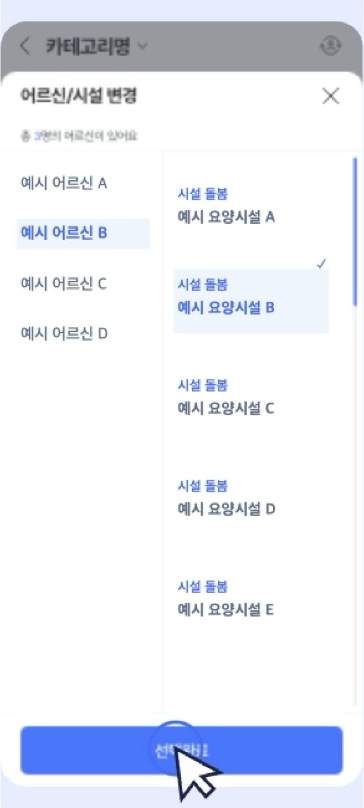 카테고리명
어르신/시설 변경
총 3명의 어르신이 있어요
예시 어르신 A
예시 어르신 B
예시 어르신 C
예시 어르신 D
시설 돌봄
예시 요양시설 A
시설 돌봄
예시 요양시설 B
시설 돌봄
예시 요양시설 C
시설 돌봄
예시 요양시설 D
시설 돌봄
예시 요양시설 E